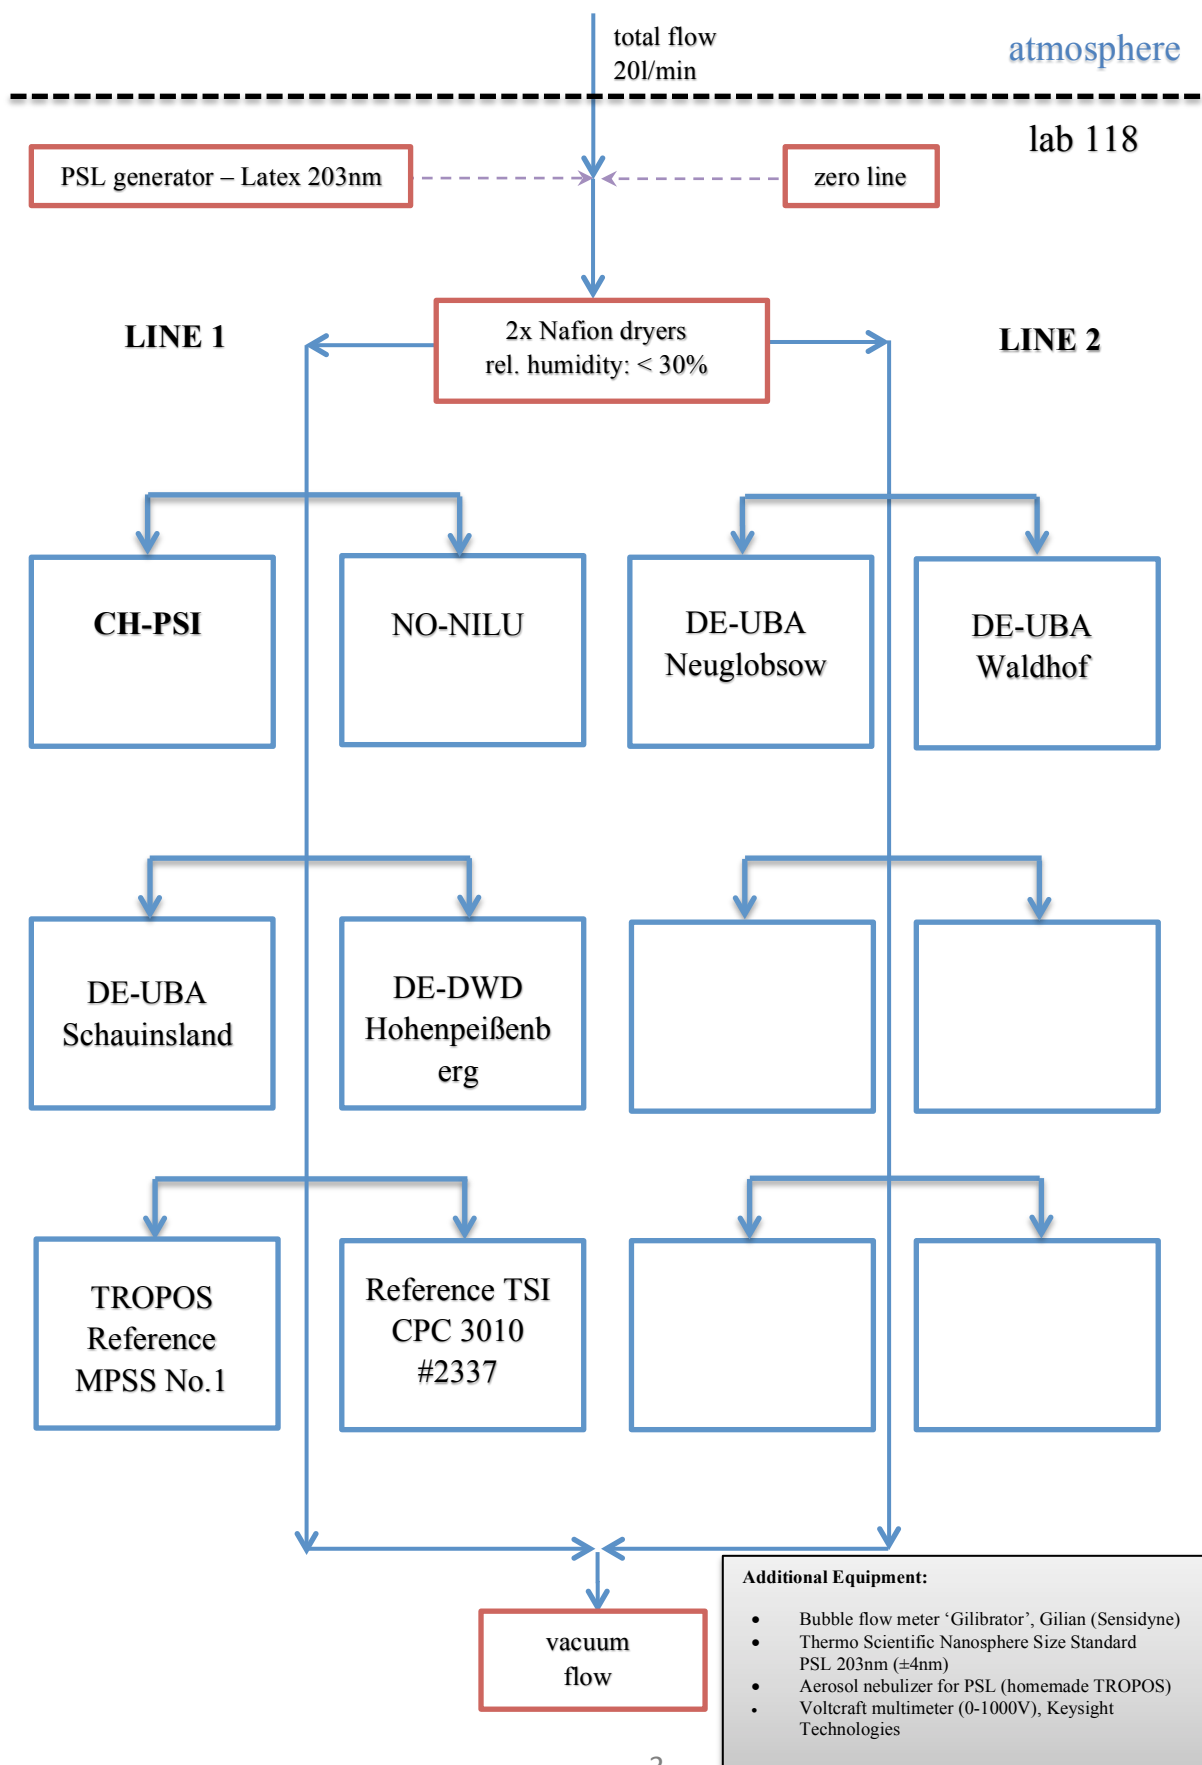 total flow
20l/min
atmosphere
lab 118
PSL generator – Latex 203nm
zero line
LINE 1
2x Nafion dryers
rel. humidity: < 30%
LINE 2
CH-PSI
NO-NILU
DE-UBA
Neuglobsow
DE-UBA
Waldhof
DE-UBA
Schauinsland
DE-DWD
Hohenpeißenb
erg
TROPOS
Reference
MPSS No.1
Reference TSI
CPC 3010
#2337
vacuum
flow
Additional Equipment:
• Bubble flow meter ‘Gilibrator’, Gilian (Sensidyne)
• Thermo Scientific Nanosphere Size Standard
PSL 203nm (±4nm)
• Aerosol nebulizer for PSL (homemade TROPOS)
• Voltcraft multimeter (0-1000V), Keysight
Technologies